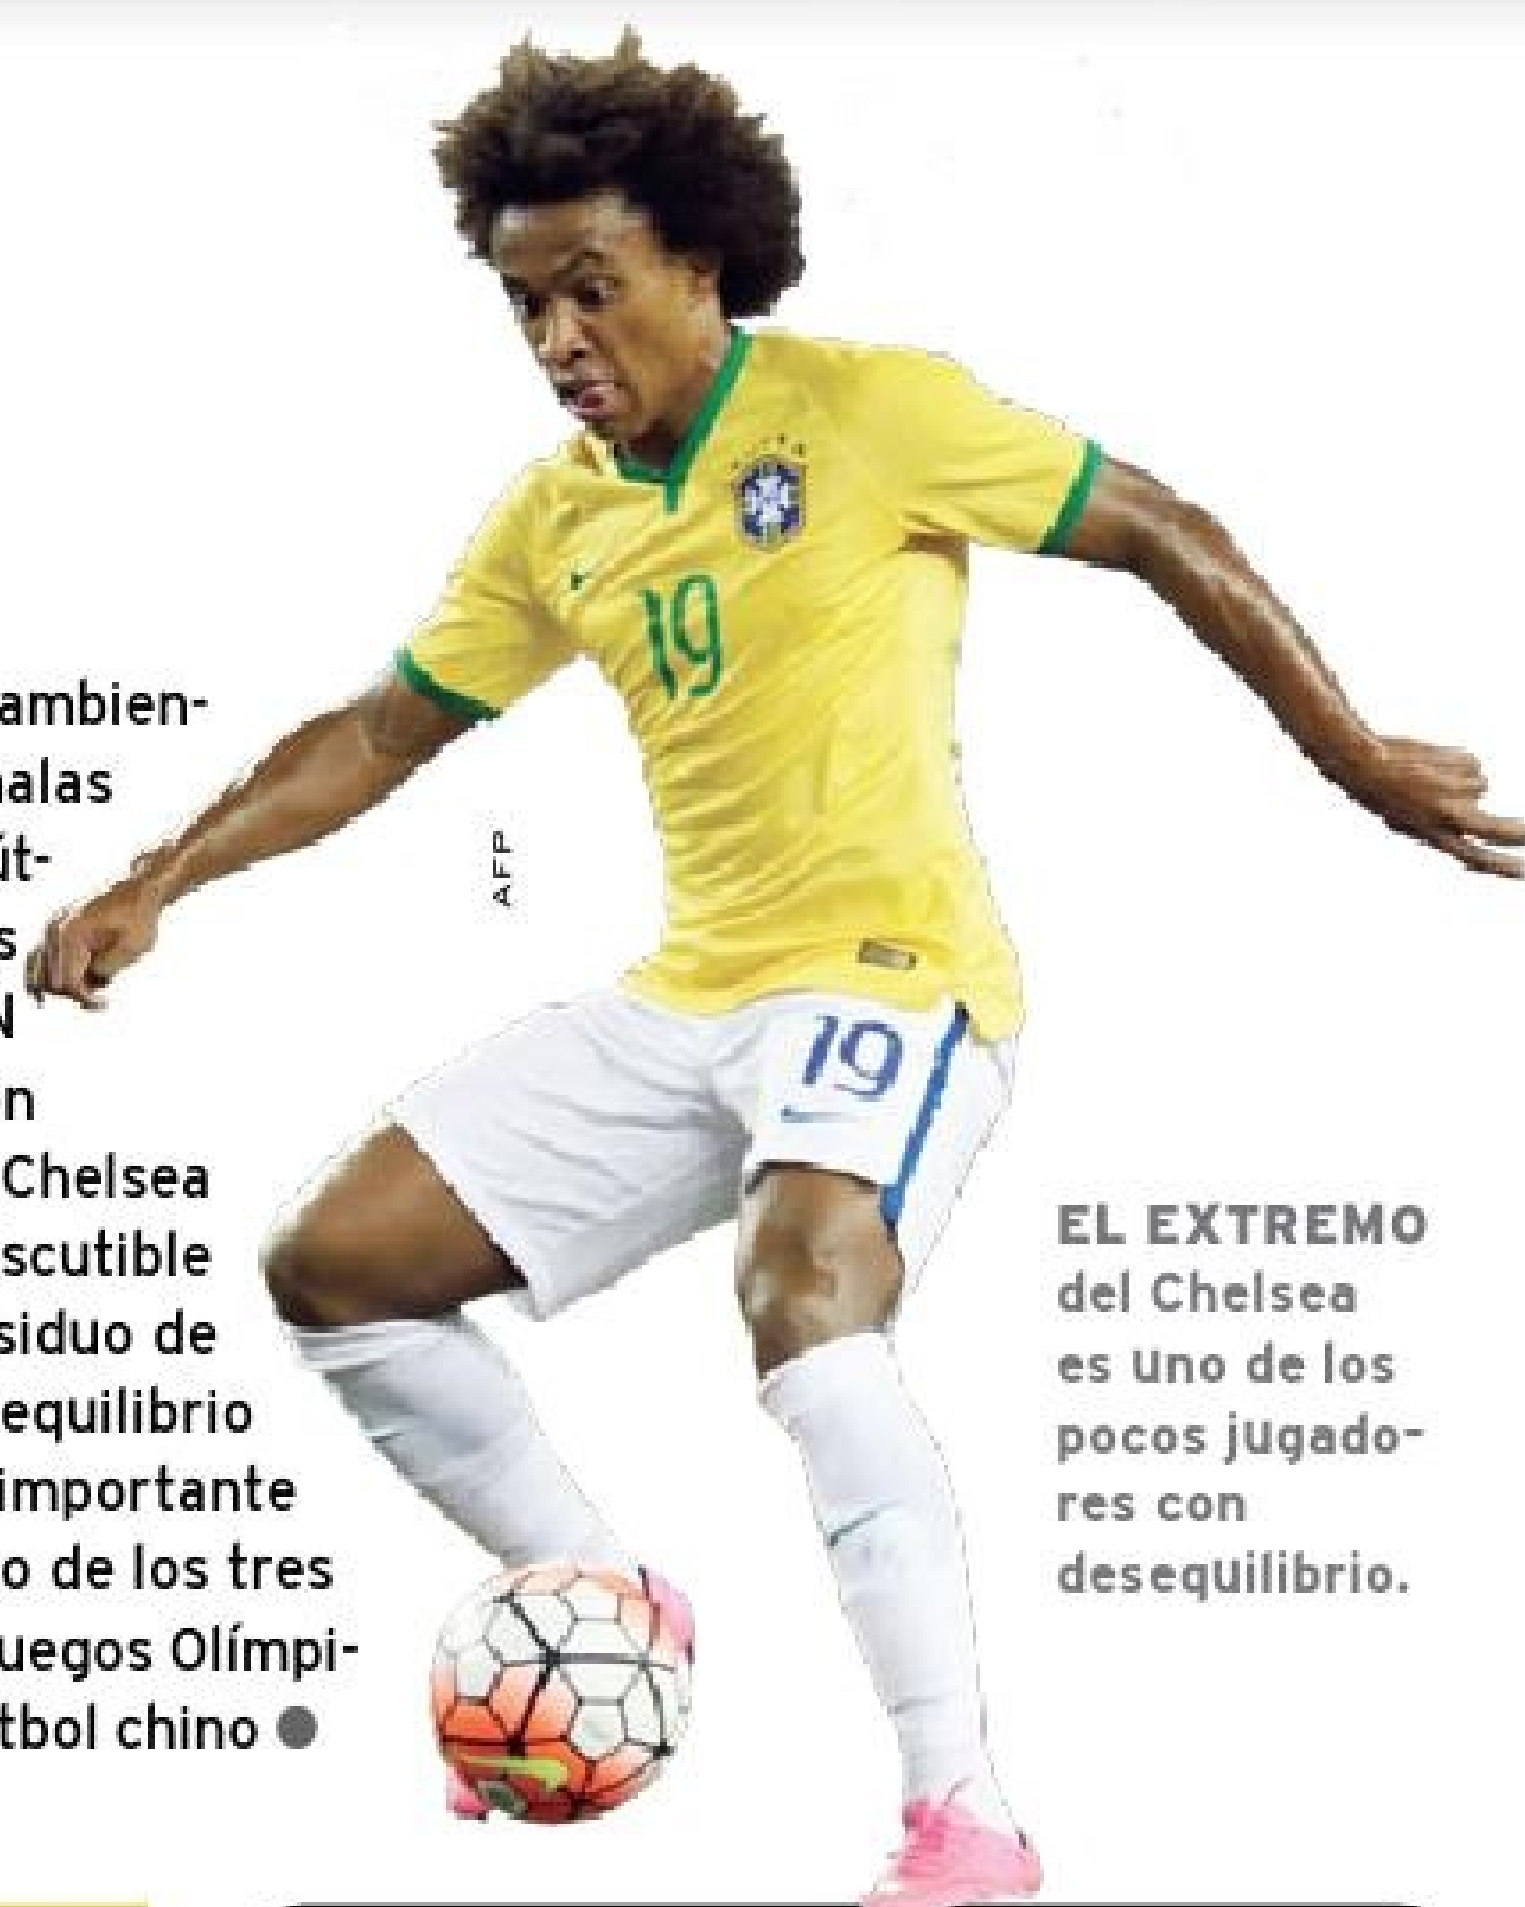 ambien-
alas
út-
s
N
n
Chelsea
scutible
siduo de
equilibrio
importante
o de los tres
uegos Olímpi-
tbol chino
AFP
19
19
EL EXTREMO
del Chelsea
es uno de los
pocos jugado-
res con
desequilibrio.